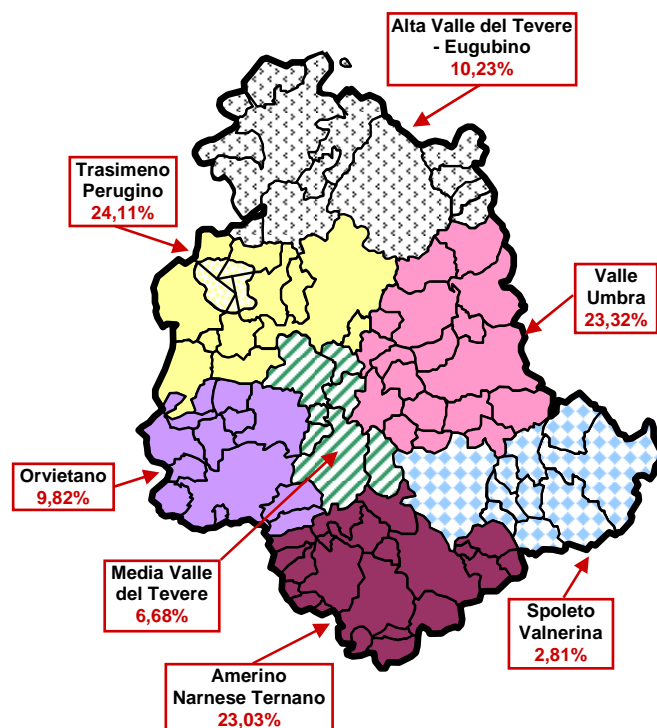 Alta Valle del Tevere
- Eugubino
10,23%
Trasimeno
Perugino
24,11%
Valle
Umbra
23,32%
Orvietano
9,82%
Media Valle
del Tevere
6,68%
Spoleto
Valnerina
2,81%
Amerino
Narnese Ternano
23,03%